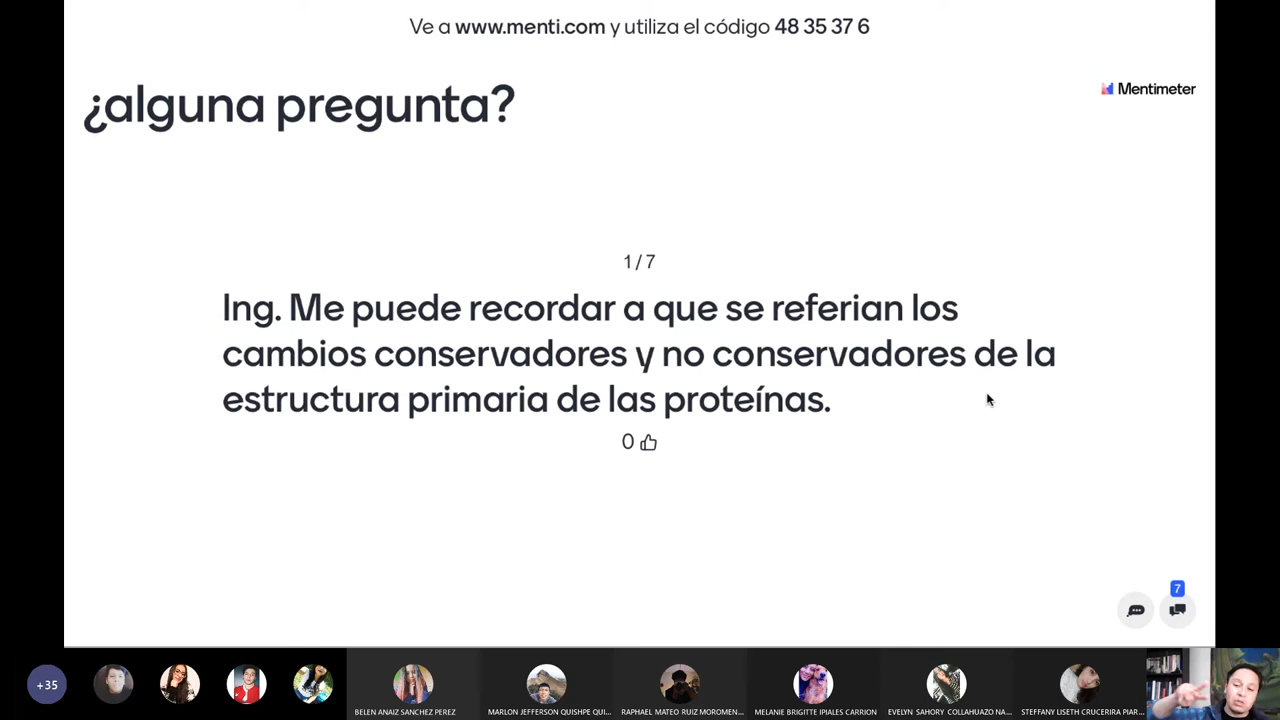 Ve a www.menti.com y utiliza el código 48 35 37 6
¿alguna pregunta?
Mentimeter
1 / 7
Ing. Me puede recordar a que se referian los
cambios conservadores y no conservadores de la
estructura primaria de las proteínas.
0
7
+35
BELEN ANAIZ SANCHEZ PEREZ
MARLON JEFFERSON QUISHPE QUI...
RAPHAEL MATEO RUIZ MOROMEN...
MELANIE BRIGITTE IPIALES CARRION
EVELYN SAHORY COLLAHUAZO NA...
STEFFANY LISETH CRUCERIRA PIAR...